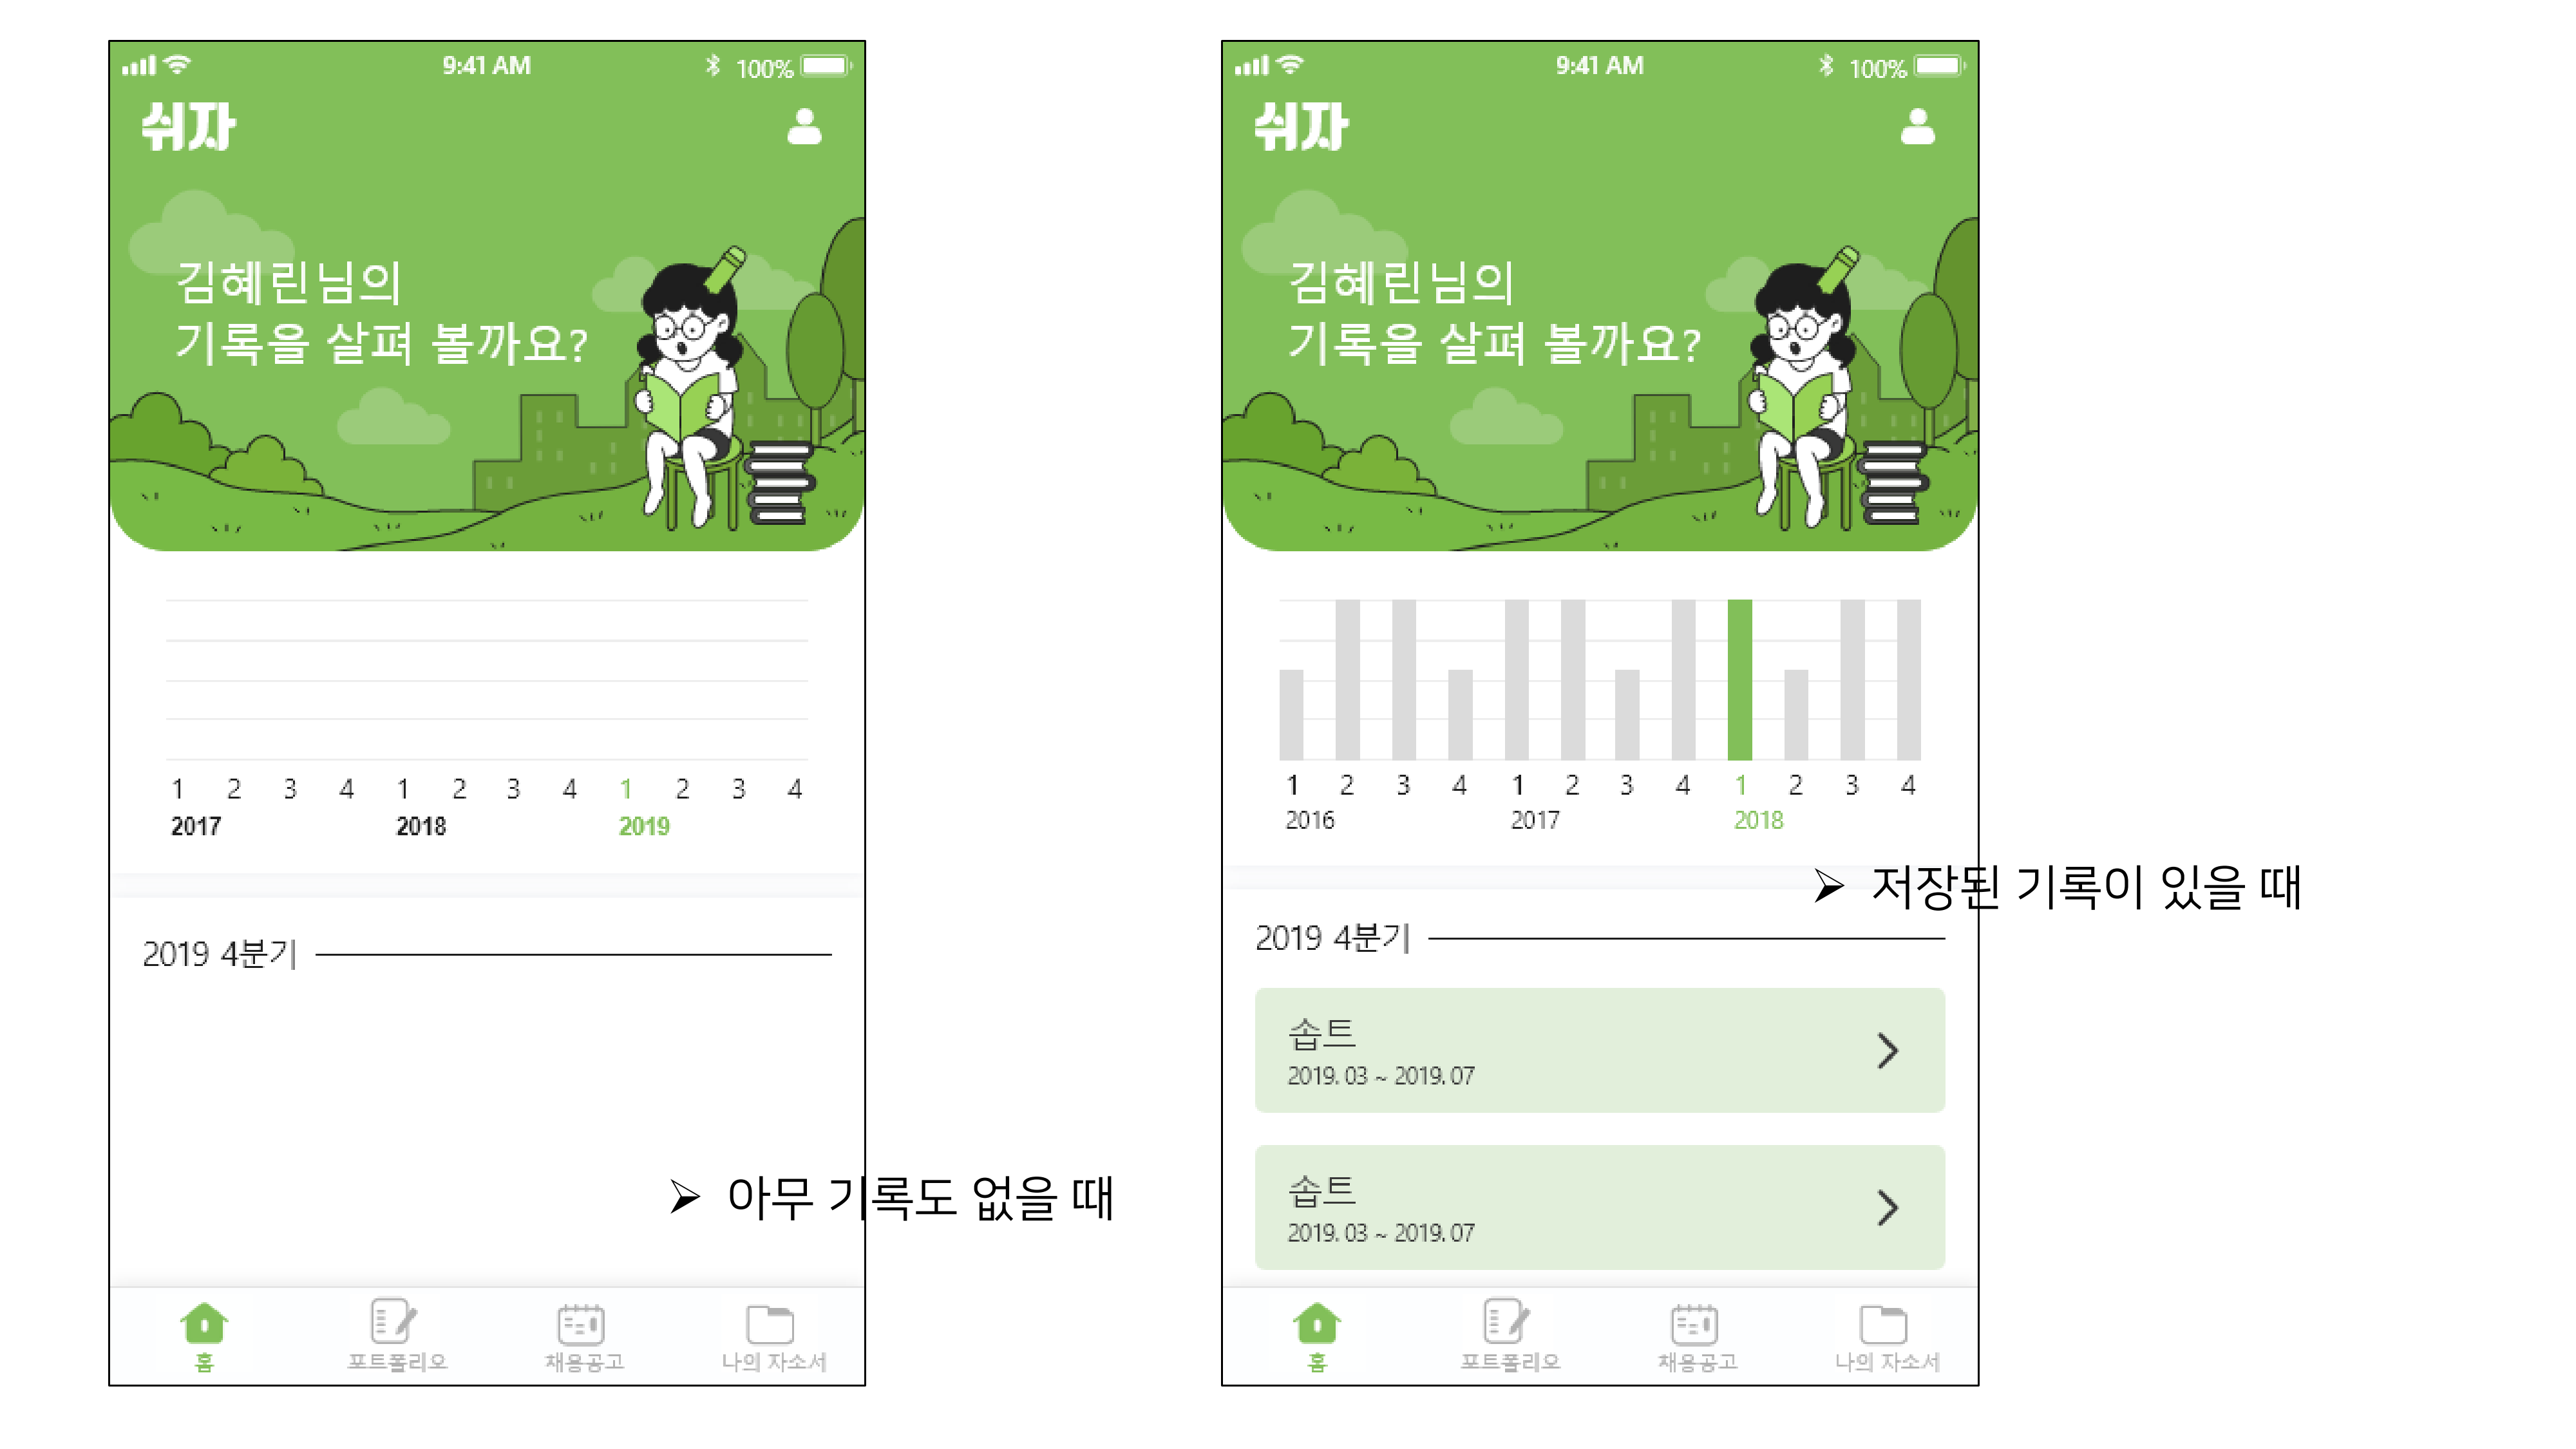 9:41 AM
100%
쉬자
김혜린님의
기록을 살펴 볼까요?
1 2 3 4 1 2 3 4 1 2 3 4
2017 2018 2019
2019 4분기
➢ 아무 기록도 없을 때
홈 포트폴리오 채용공고 나의 자소서
9:41 AM
100%
쉬자
김혜린님의
기록을 살펴 볼까요?
1 2 3 4 1 2 3 4 1 2 3 4
2016 2017 2018
➢ 저장된 기록이 있을 때
2019 4분기
솝트
2019. 03 ~ 2019. 07
솝트
2019. 03 ~ 2019. 07
홈 포트폴리오 채용공고 나의 자소서